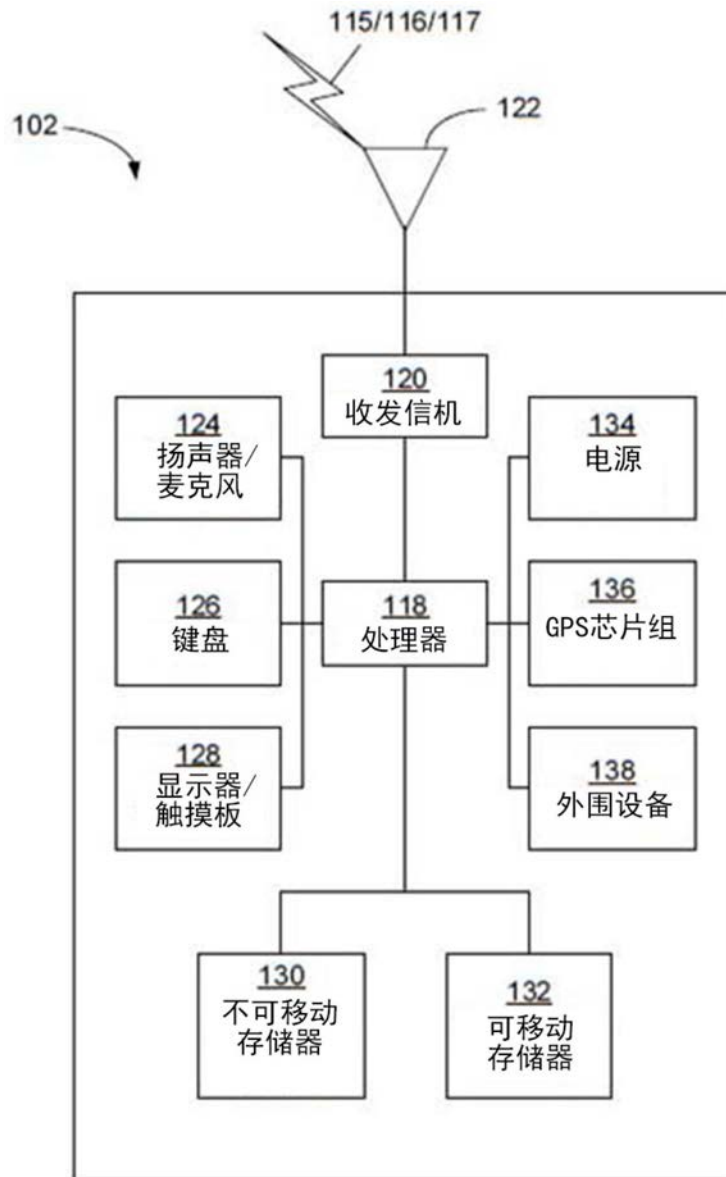 115/116/117
122
102
120
收发信机
124
扬声器/
麦克风
134
电源
126
键盘
118
处理器
136
GPS芯片组
128
显示器/
触摸板
138
外围设备
130
不可移动
存储器
132
可移动
存储器